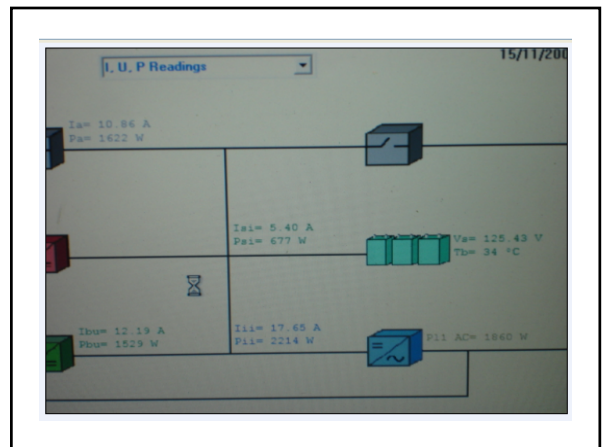 I, U, P Readings
15/11/200
Ia= 10.86 A
Pa= 1622 W
Isi= 5.40 A
Psi= 677 W
Vs= 125.43 V
Tb= 34 °C
Ibu= 12.19 A
Pbu= 1529 W
Iii= 17.65 A
Pii= 2214 W
Pii AC= 1860 W